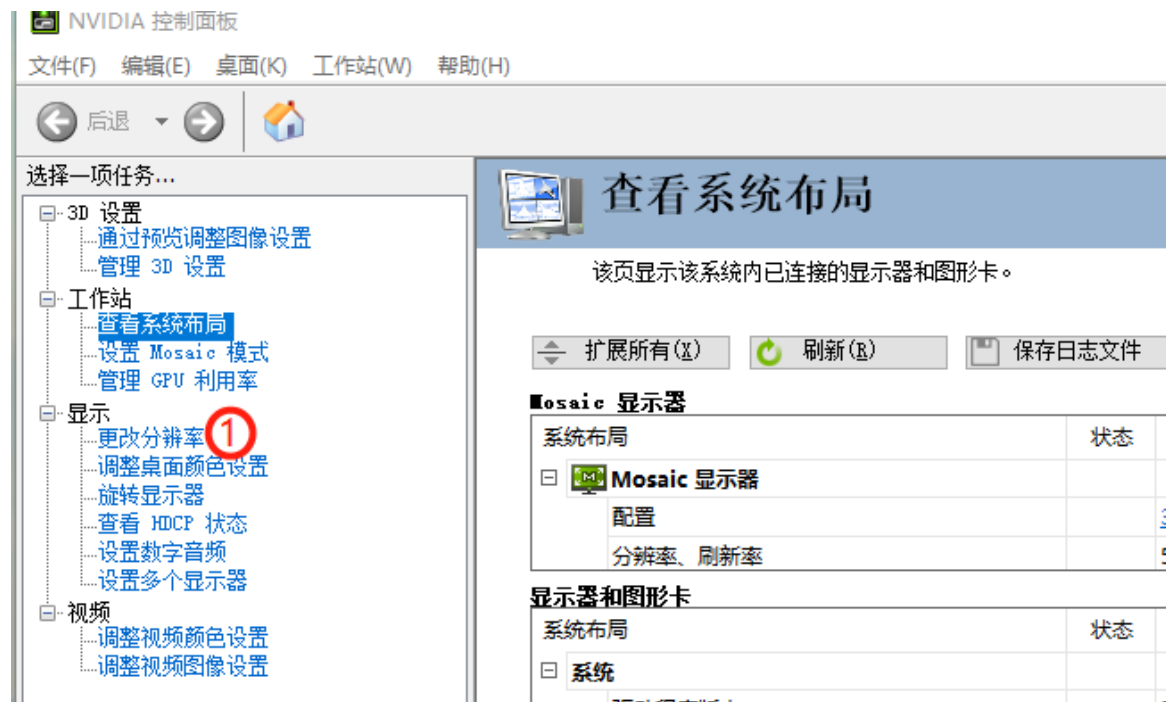 NVIDIA 控制面板
文件(F) 编辑(E) 桌面(K) 工作站(W) 帮助(H)
后退
选择一项任务...
3D 设置
通过预览调整图像设置
管理 3D 设置
工作站
查看系统布局
设置 Mosaic 模式
管理 GPU 利用率
显示
更改分辨率 1
调整桌面颜色设置
旋转显示器
查看 HDCP 状态
设置数字音频
设置多个显示器
视频
调整视频颜色设置
调整视频图像设置
查看系统布局
该页显示该系统内已连接的显示器和图形卡。
扩展所有(X) 刷新(R) 保存日志文件
Mosaic 显示器
系统布局 状态
Mosaic 显示器
配置
分辨率、刷新率
显示器和图形卡
系统布局 状态
系统